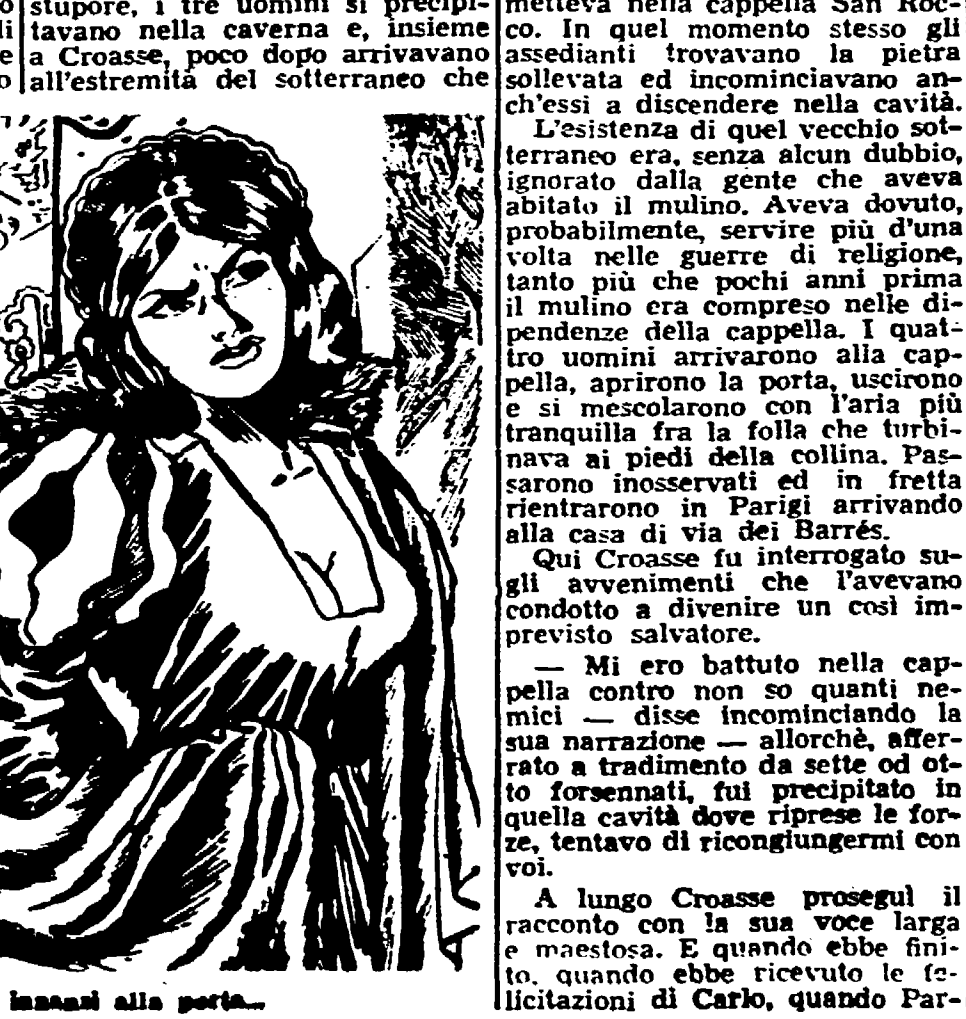 stupore, i tre uomini si precipi-
tavano nella caverna e, insieme
a Croasse, poco dopo arrivavano
all'estremità del sotterraneo che
innanzi alla porta...
metteva nella cappella San Roc-
co. In quel momento stesso gli
assedianti trovavano la pietra
sollevata ed incominciavano an-
ch'essi a discendere nella cavità.
L'esistenza di quel vecchio sot-
terraneo era, senza alcun dubbio,
ignorato dalla gente che aveva
abitato il mulino. Aveva dovuto,
probabilmente, servire più d'una
volta nelle guerre di religione,
tanto più che pochi anni prima
il mulino era compreso nelle di-
pendenze della cappella. I quat-
tro uomini arrivarono alla cap-
pella, aprirono la porta, uscirono
e si mescolarono con l'aria più
tranquilla fra la folla che turbi-
nava ai piedi della collina. Pas-
sarono inosservati ed in fretta
rientrarono in Parigi arrivando
alla casa di via dei Barrés.
Qui Croasse fu interrogato su-
gli avvenimenti che l'avevano
condotto a divenire un così im-
previsto salvatore.
— Mi ero battuto nella cap-
pella contro non so quanti ne-
mici — disse incominciando la
sua narrazione — allorchè, affer-
rato a tradimento da sette od ot-
to forsennati, fui precipitato in
quella cavità dove riprese le for-
ze, tentavo di ricongiungermi con
voi.
A lungo Croasse proseguì il
racconto con la sua voce larga
e maestosa. E quando ebbe fini-
to, quando ebbe ricevuto le fe-
licitazioni di Carlo, quando Par-